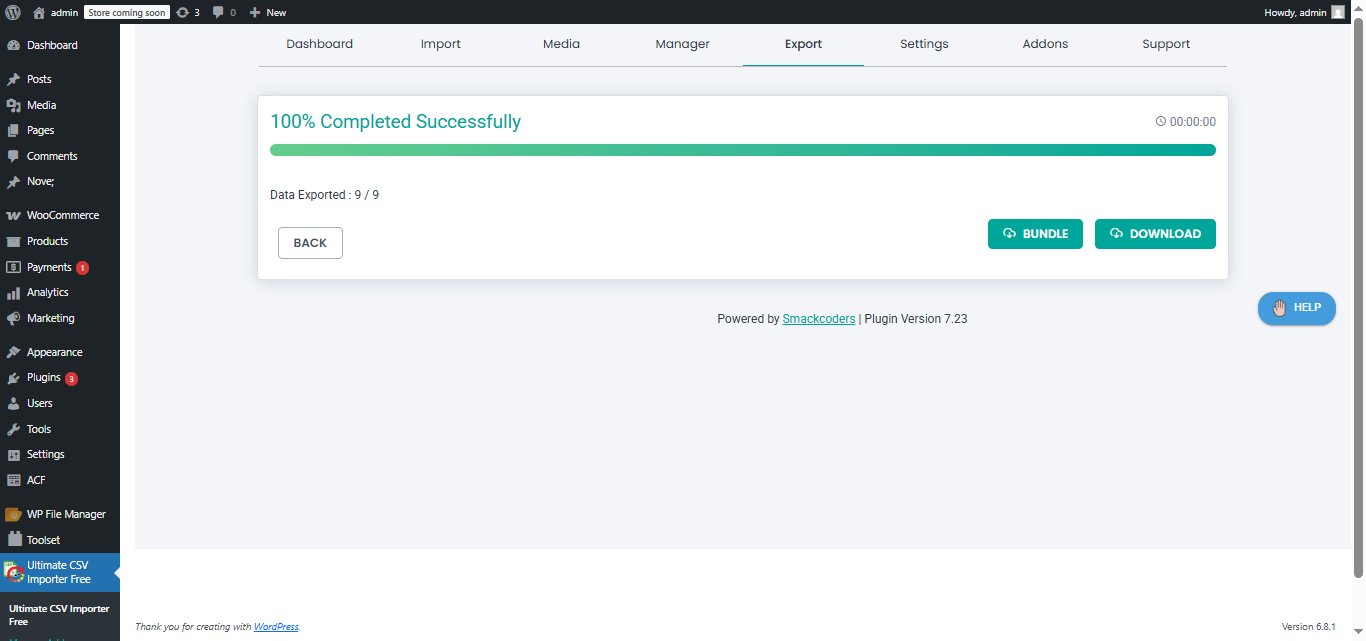 admin Store coming soon 3 0 New Howdy, admin
Dashboard
Posts
Media
Pages
Comments
Nove;
WooCommerce
Products
Payments 1
Analytics
Marketing
Appearance
Plugins 3
Users
Tools
Settings
ACF
WP File Manager
Toolset
Ultimate CSV
Importer Free
Ultimate CSV Importer
Free
Dashboard Import Media Manager Export Settings Addons Support
100% Completed Successfully 00:00:00
Data Exported : 9 / 9
BACK BUNDLE DOWNLOAD
HELP
Powered by Smackcoders | Plugin Version 7.23
Thank you for creating with WordPress. Version 6.8.1